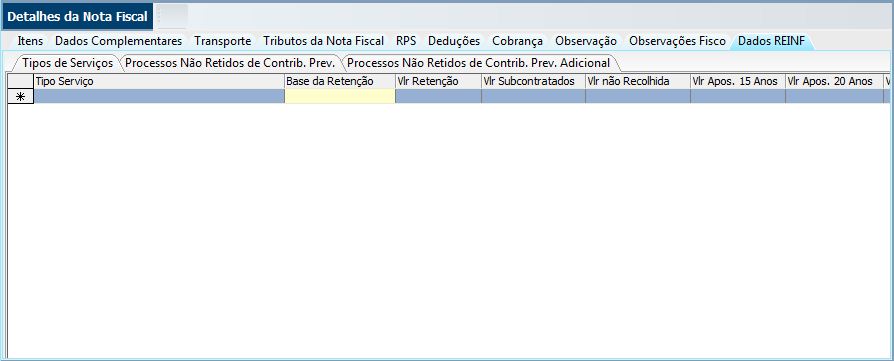 Detalhes da Nota Fiscal
Itens Dados Complementares Transporte Tributos da Nota Fiscal RPS Deduções Cobrança Observação Observações Fisco Dados REINF
Tipos de Serviços Processos Não Retidos de Contrib. Prev. Processos Não Retidos de Contrib. Prev. Adicional
Tipo Serviço Base da Retenção Vlr Retenção Vlr Subcontratados Vlr não Recolhida Vlr Apos. 15 Anos Vlr Apos. 20 Anos